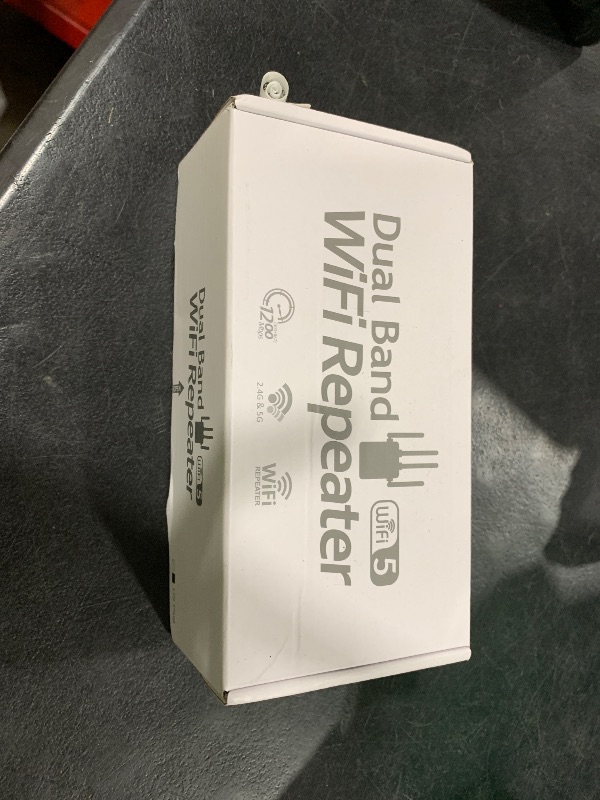 Dual Band
WiFi 5
WiFi Repeater
1200
Mbps
2.4G & 5G
WiFi
REPEATER
Dual Band
WiFi 5
WiFi Repeater